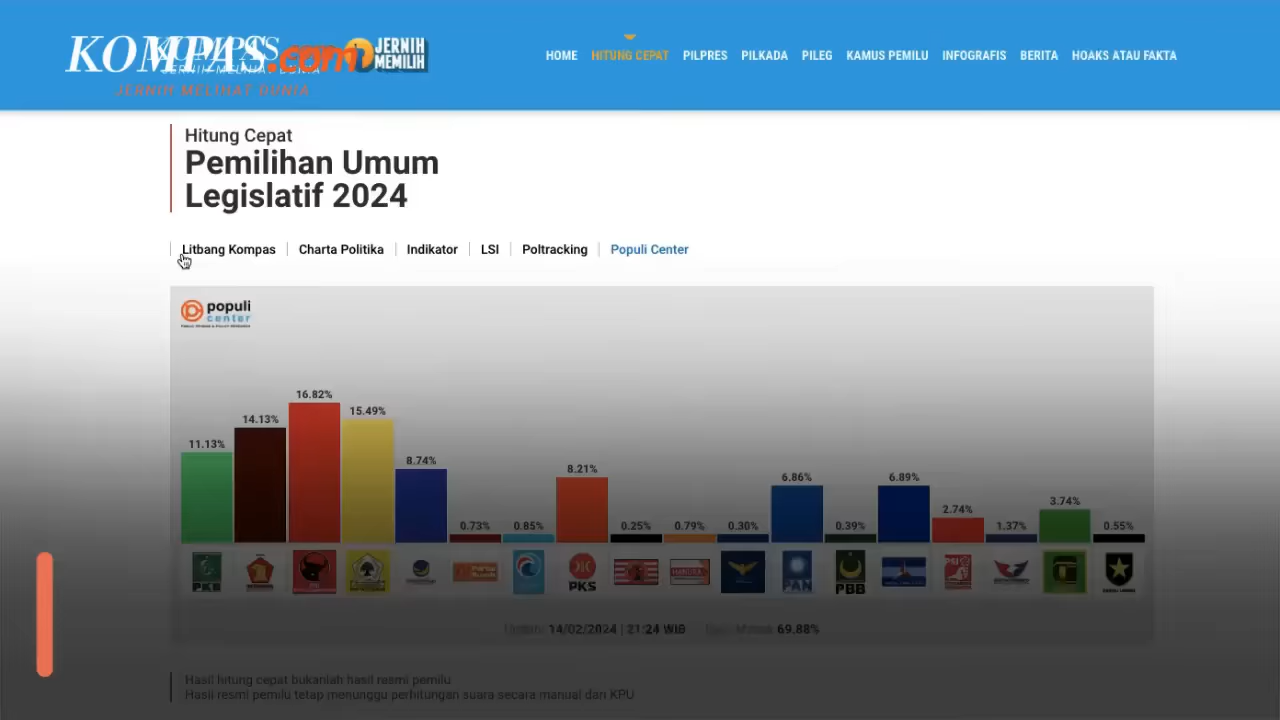 KOMPAS.com
JERNIH MELIHAT DUNIA
JERNIH
MEMILIH
HOME HITUNG CEPAT PILPRES PILKADA PILEG KAMUS PEMILU INFOGRAFIS BERITA HOAKS ATAU FAKTA
Hitung Cepat
Pemilihan Umum
Legislatif 2024
Litbang Kompas Charta Politika Indikator LSI Poltracking Populi Center
populi
center
16.82%
15.49%
14.13%
11.13%
8.74%
8.21%
6.86%
6.89%
3.74%
2.74%
0.73% 0.85% 0.25% 0.79% 0.30% 0.39% 1.37% 0.55%
PKB
PKS
HANURA
PAN
PBB
PSI
14/02/2024 | 21:24 WIB 69.88%
Hasil hitung cepat bukanlah hasil resmi pemilu
Hasil resmi pemilu tetap menunggu perhitungan suara secara manual dari KPU